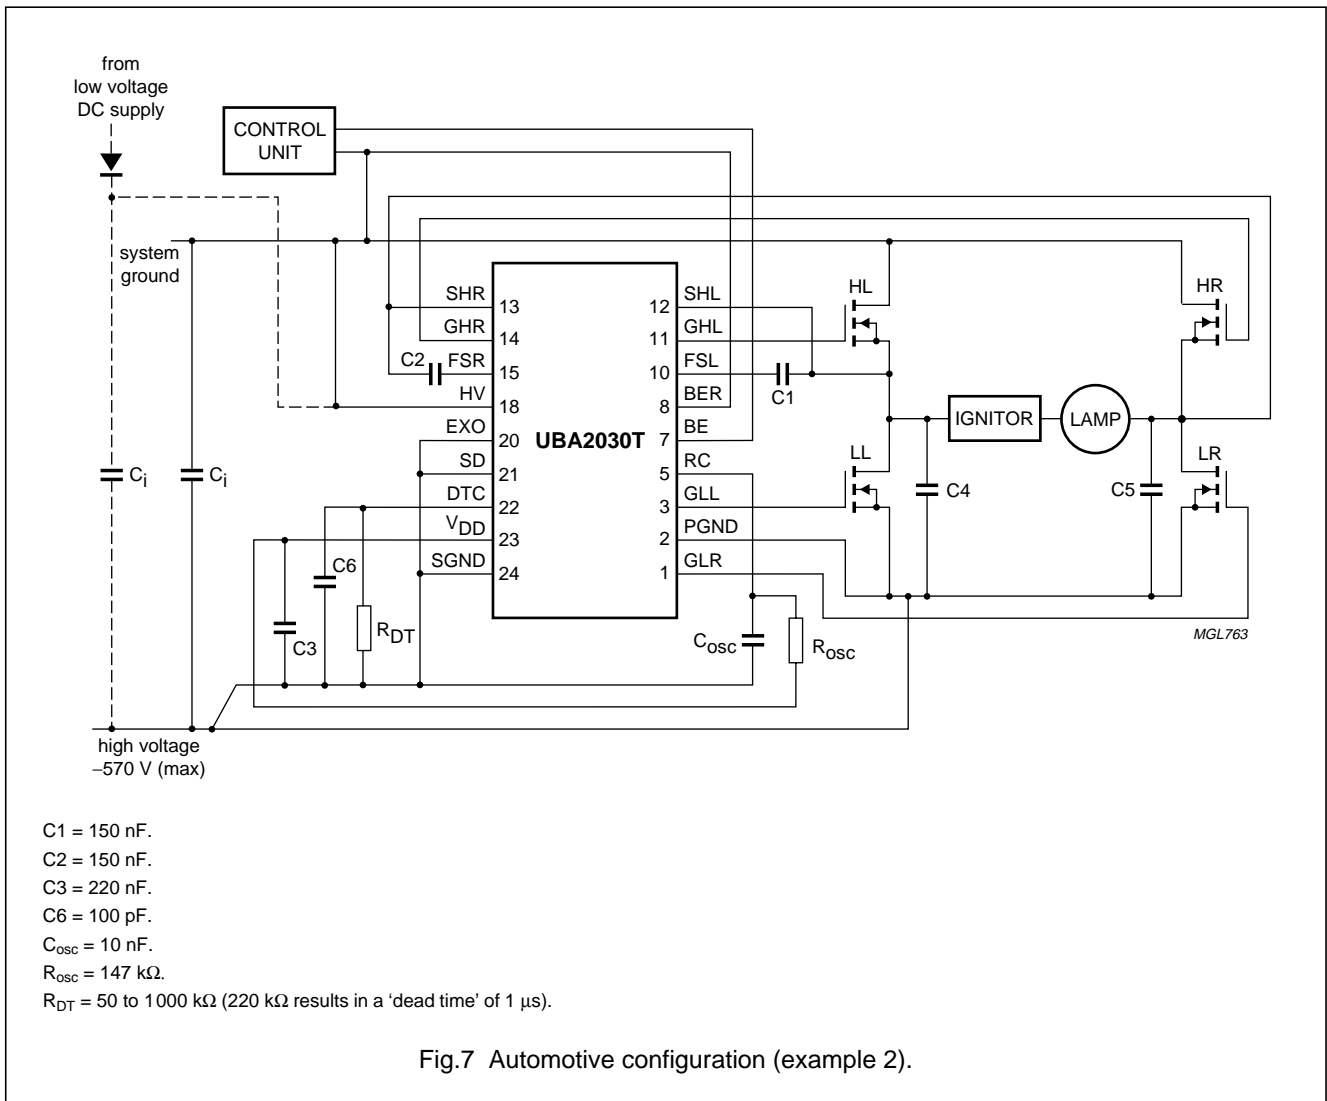 from
low voltage
DC supply
CONTROL
UNIT
system
ground
SHR 13
GHR 14
C2 FSR 15
HV 18
EXO 20
SD 21
DTC 22
VDD 23
SGND 24
UBA2030T
12 SHL
11 GHL
10 FSL
C1
8 BER
7 BE
5 RC
3 GLL
2 PGND
1 GLR
HL
HR
IGNITOR
LAMP
LL
LR
C4
C5
Ci
Ci
C6
C3
RDT
Cosc
Rosc
MGL763
high voltage
−570 V (max)
C1 = 150 nF.
C2 = 150 nF.
C3 = 220 nF.
C6 = 100 pF.
Cosc = 10 nF.
Rosc = 147 kΩ.
RDT = 50 to 1000 kΩ (220 kΩ results in a ‘dead time’ of 1 µs).
Fig.7 Automotive configuration (example 2).